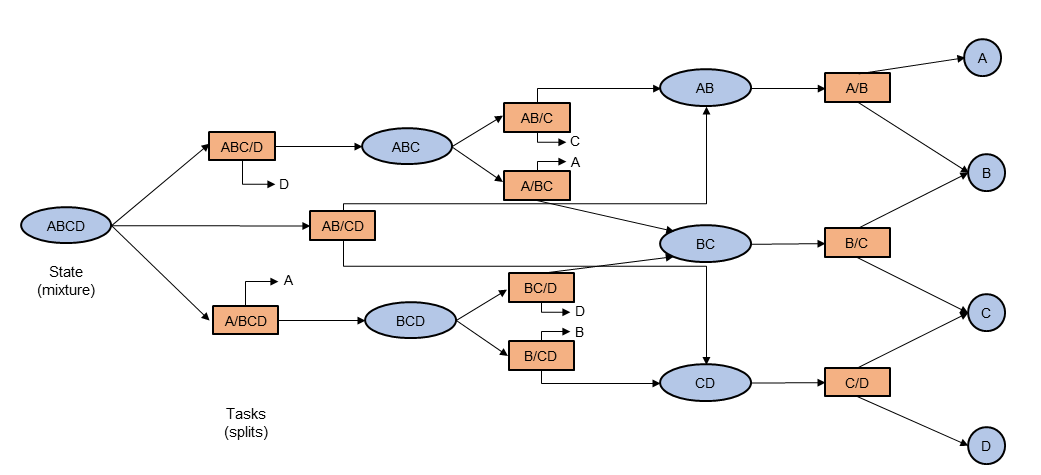 A
AB
A/B
AB/C
C
ABC/D
ABC
A
B
A/BC
D
ABCD
AB/CD
BC
B/C
State
(mixture)
A
BC/D
D
C
A/BCD
BCD
B
B/CD
CD
C/D
Tasks
(splits)
D